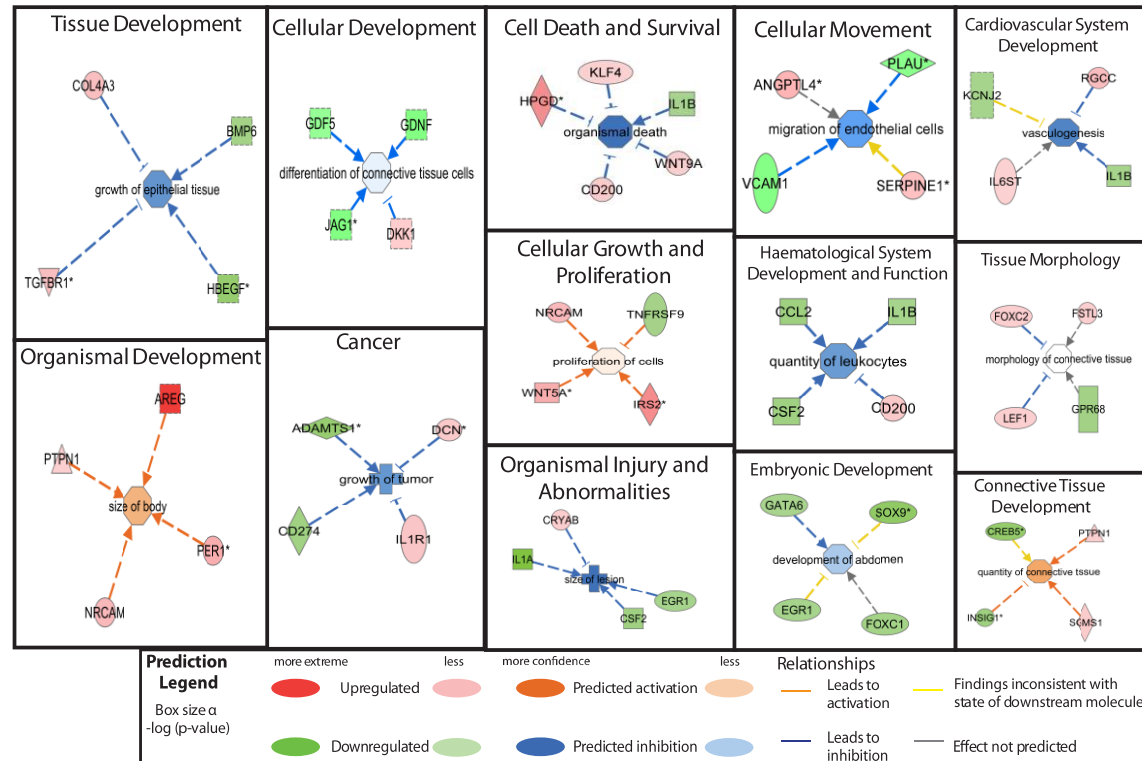 Tissue Development
COL4A3
BMP6
growth of epithelial tissue
TGFBR1*
HBEGF*
Cellular Development
GDF5
GDNF
differentiation of connective tissue cells
JAG1*
DKK1
Cell Death and Survival
KLF4
HPGD*
IL1B
organismal death
WNT9A
CD200
Cellular Movement
PLAU*
ANGPTL4*
migration of endothelial cells
VCAM1
SERPINE1*
Cardiovascular System
Development
RGCC
KCNJ2
vasculogenesis
IL6ST
IL1B
Cellular Growth and
Proliferation
NRCAM
TNFRSF9
proliferation of cells
WNT5A*
IRS2*
Haematological System
Development and Function
CCL2
IL1B
quantity of leukocytes
CSF2
CD200
Tissue Morphology
FOXC2
FSTL3
morphology of connective tissue
LEF1
GPR68
Organismal Development
AREG
PTPN1
size of body
PER1*
NRCAM
Cancer
ADAMTS1*
DCN*
growth of tumor
CD274
IL1R1
Organismal Injury and
Abnormalities
CRYAB
IL1A
size of lesion
EGR1
CSF2
Embryonic Development
GATA6
SOX9*
development of abdomen
EGR1
FOXC1
Connective Tissue
Development
CREB5*
PTPN1
quantity of connective tissue
INSIG1*
SGMS1
Prediction
Legend
Box size α
-log (p-value)
more extreme
less
more confidence
less
Relationships
Upregulated
Predicted activation
Leads to
activation
Findings inconsistent with
state of downstream molecule
Downregulated
Predicted inhibition
Leads to
inhibition
Effect not predicted